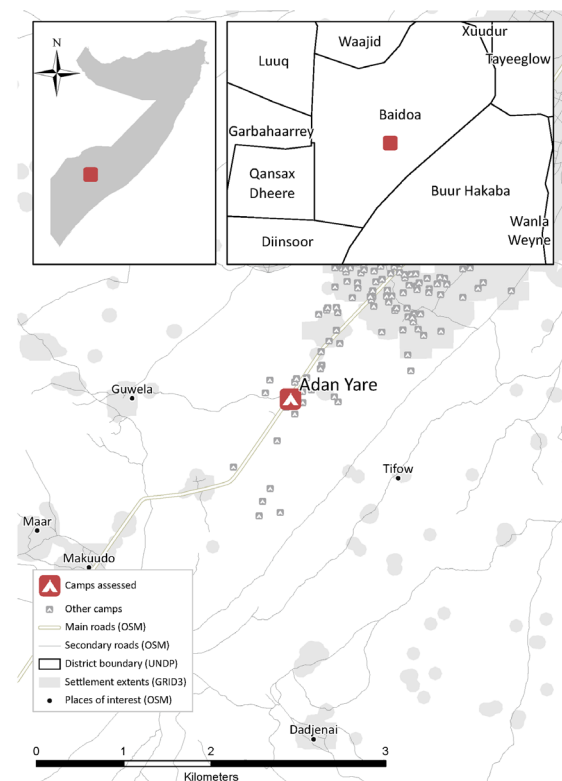 N
Xuudur
Waajid
Tayeeglow
Luuq
Baidoa
Garbahaarrey
Qansax
Dheere
Buur Hakaba
Wanla
Weyne
Diinsoor
Adan Yare
Guwela
Tifow
Maar
Makuudo
Camps assessed
Other camps
Main roads (OSM)
Secondary roads (OSM)
District boundary (UNDP)
Settlement extents (GRID3)
Places of interest (OSM)
Dadjenai
0 1 2 3
Kilometers